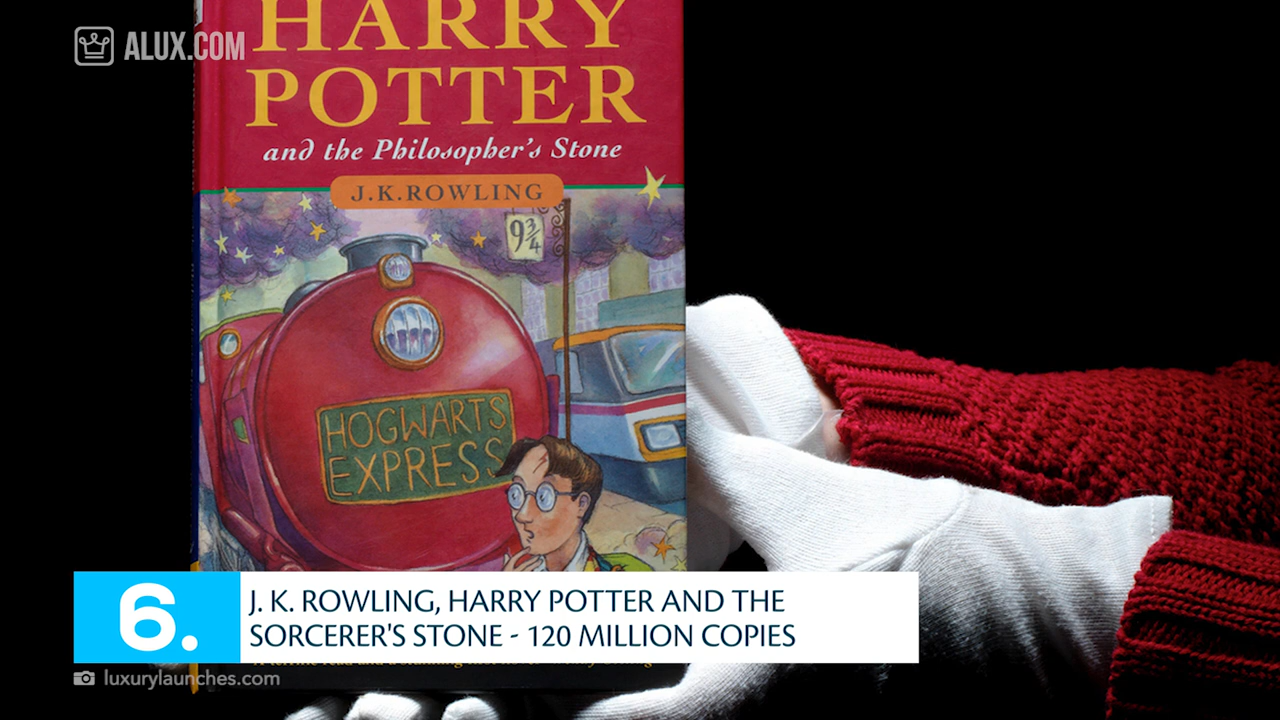 ALUX.COM
HARRY
POTTER
and the Philosopher's Stone
J.K.ROWLING
9¾
HOGWARTS
EXPRESS
6.
J. K. ROWLING, HARRY POTTER AND THE
SORCERER'S STONE - 120 MILLION COPIES
luxurylaunches.com